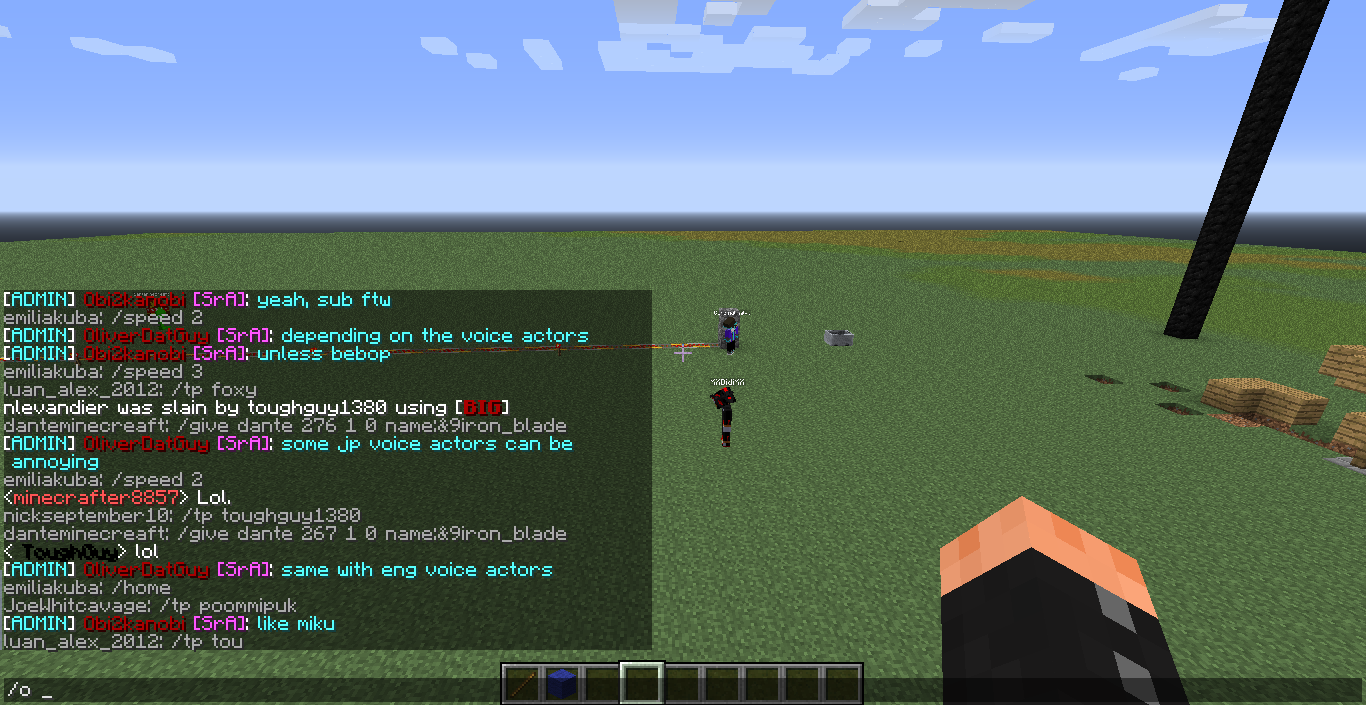 [ADMIN] Obi2kanobi [SrA]: yeah, sub ftw
emiliakuba: /speed 2
[ADMIN] OliverDatGuy [SrA]: depending on the voice actors
[ADMIN] Obi2kanobi [SrA]: unless bebop
emiliakuba: /speed 3
luan_alex_2012: /tp foxy
nlevandier was slain by toughguy1380 using [BIG]
danteminecreaft: /give dante 276 1 0 name:&9iron_blade
[ADMIN] OliverDatGuy [SrA]: some jp voice actors can be
annoying
emiliakuba: /speed 2
<minecrafter8857> Lol.
nickseptember10: /tp toughguy1380
danteminecreaft: /give dante 267 1 0 name:&9iron_blade
< ToughGuy> lol
[ADMIN] OliverDatGuy [SrA]: same with eng voice actors
emiliakuba: /home
JoeWhitcavage: /tp poommipuk
[ADMIN] Obi2kanobi [SrA]: like miku
luan_alex_2012: /tp tou
/o _